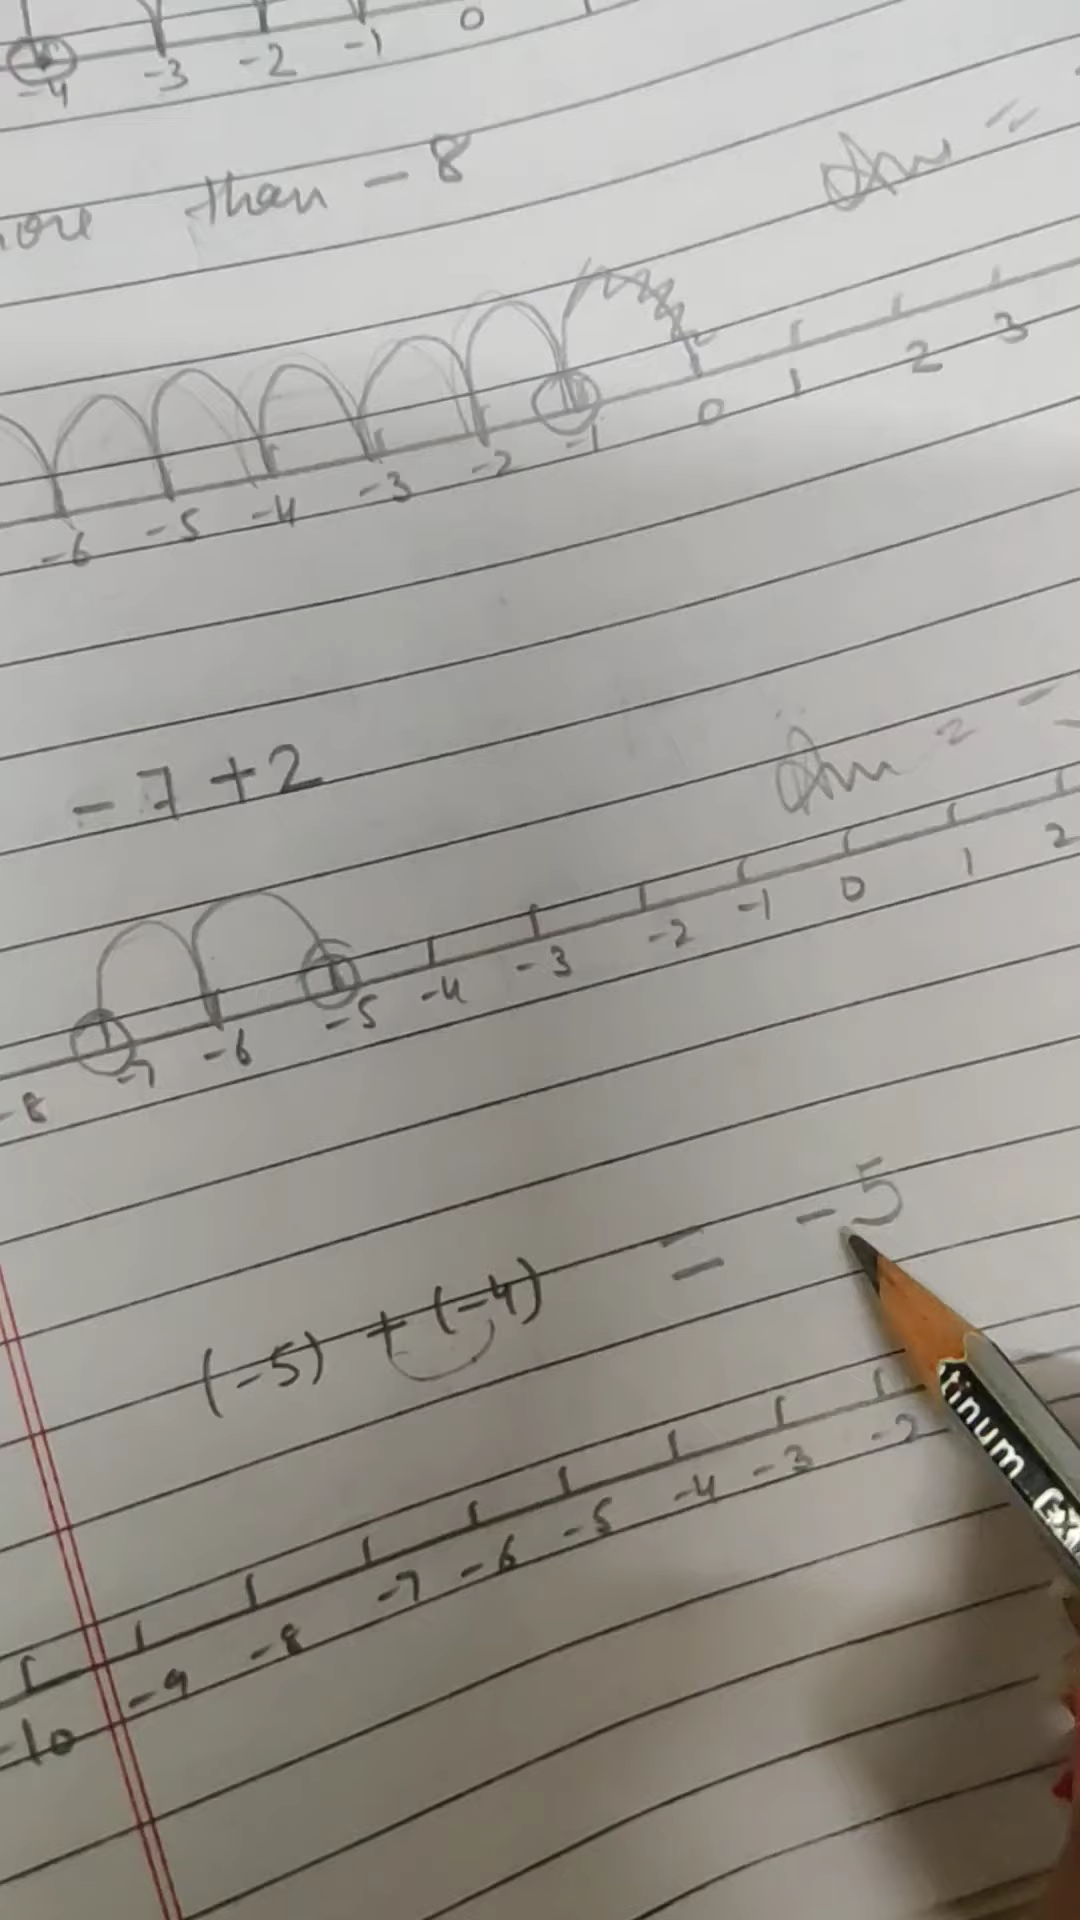 -4 -3 -2 -1 0
more than - 8
Ans =
-6 -5 -4 -3 -2 -1 0 1 2 3
- 7 + 2
Ans = -
-8 -7 -6 -5 -4 -3 -2 -1 0 1 2
(-5) + (-4) = -5
-10 -9 -8 -7 -6 -5 -4 -3 -2
tinum Ex